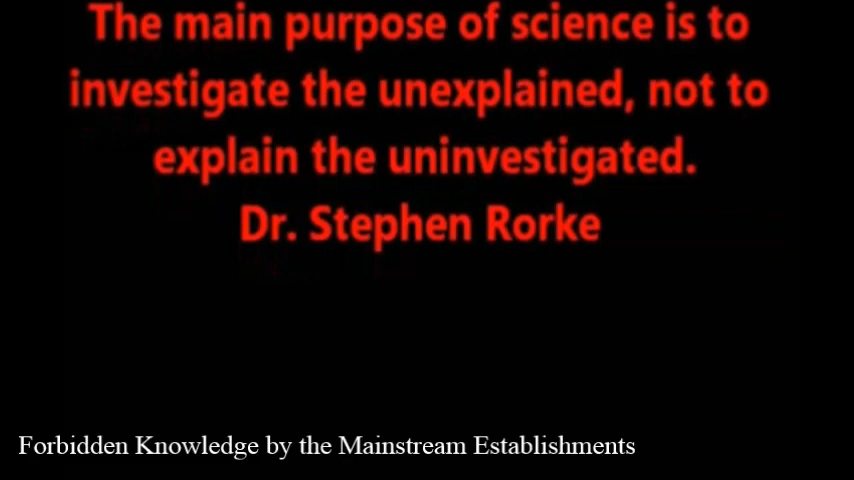 The main purpose of science is to
investigate the unexplained, not to
explain the uninvestigated.
Dr. Stephen Rorke
Forbidden Knowledge by the Mainstream Establishments